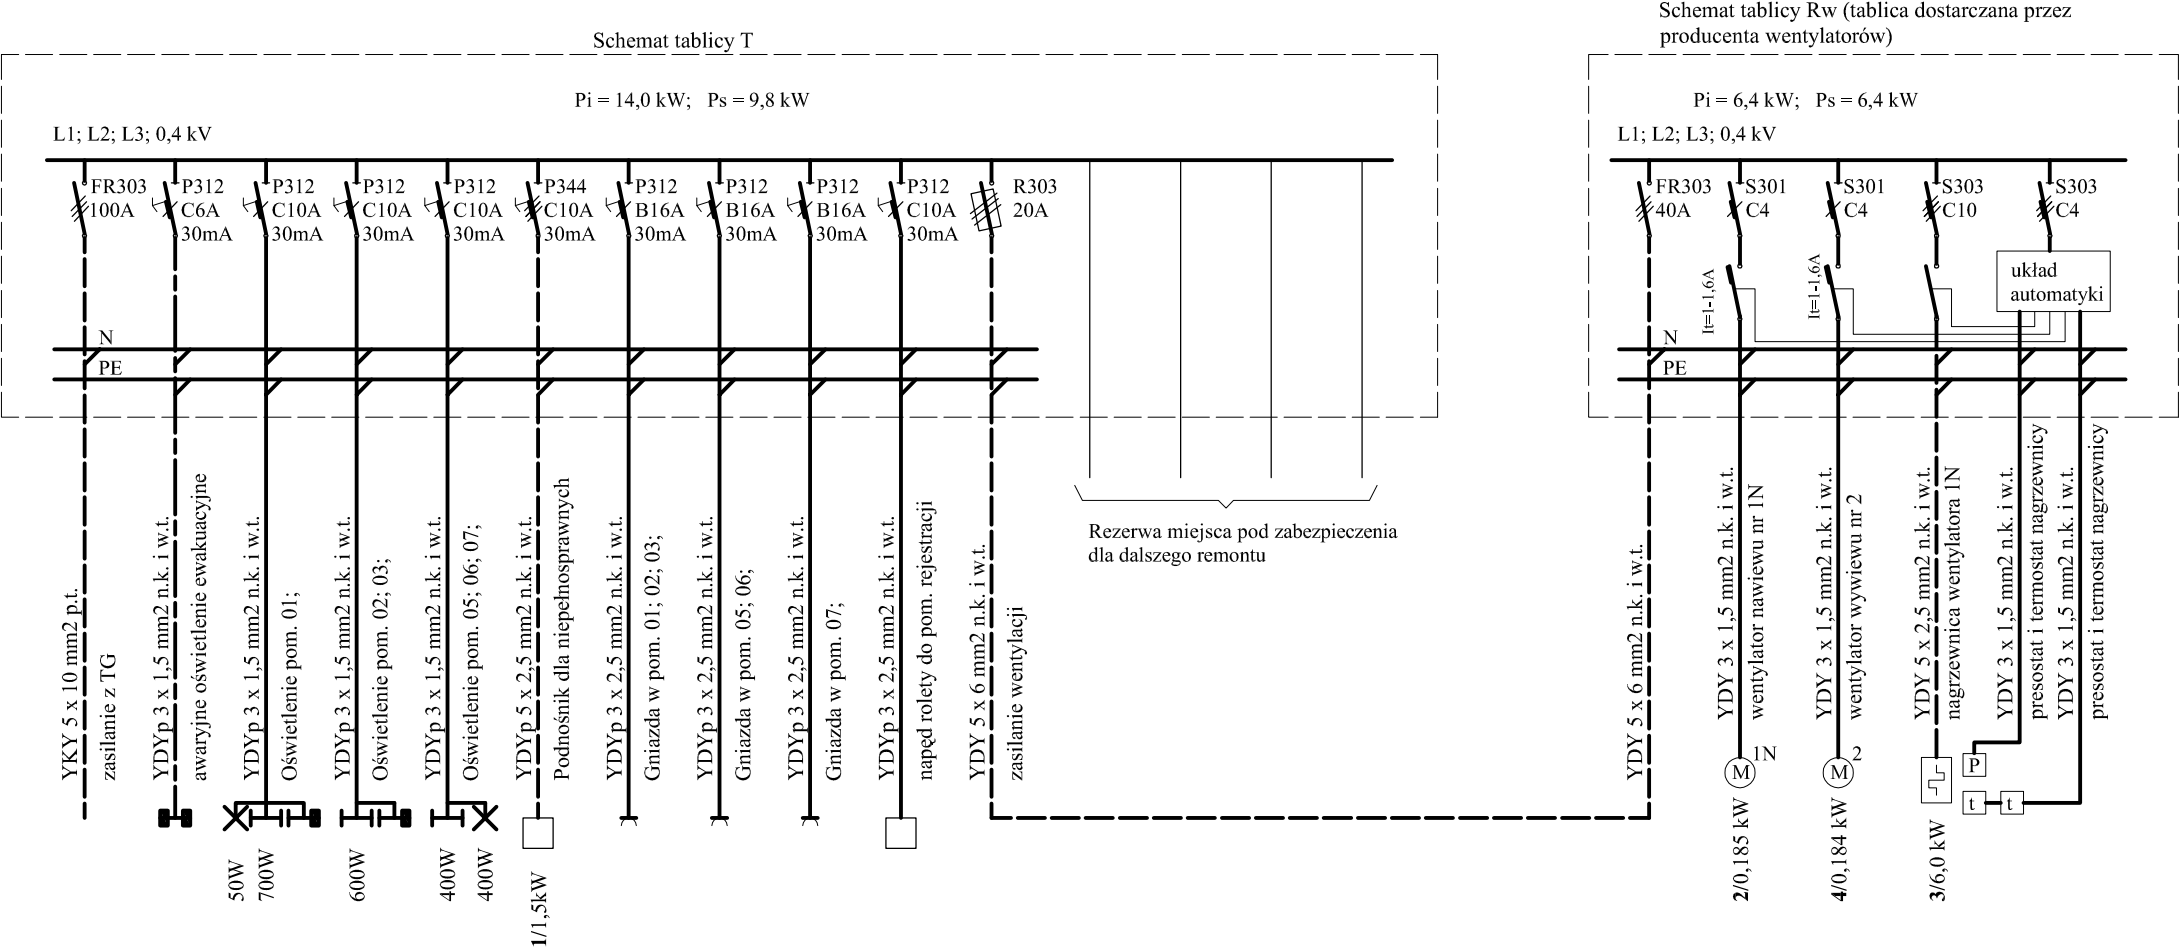 Schemat tablicy T
Pi = 14,0 kW; Ps = 9,8 kW
L1; L2; L3; 0,4 kV
FR303
100A
P312
C6A
30mA
P312
C10A
30mA
P312
C10A
30mA
P312
C10A
30mA
P344
C10A
30mA
P312
B16A
30mA
P312
B16A
30mA
P312
B16A
30mA
P312
C10A
30mA
R303
20A
N
PE
YKY 5 x 10 mm2 p.t.
zasilanie z TG
YDYp 3 x 1,5 mm2 n.k. i w.t.
awaryjne oświetlenie ewakuacyjne
YDYp 3 x 1,5 mm2 n.k. i w.t.
Oświetlenie pom. 01;
YDYp 3 x 1,5 mm2 n.k. i w.t.
Oświetlenie pom. 02; 03;
YDYp 3 x 1,5 mm2 n.k. i w.t.
Oświetlenie pom. 05; 06; 07;
YDYp 5 x 2,5 mm2 n.k. i w.t.
Podnośnik dla niepełnosprawnych
YDYp 3 x 2,5 mm2 n.k. i w.t.
Gniazda w pom. 01; 02; 03;
YDYp 3 x 2,5 mm2 n.k. i w.t.
Gniazda w pom. 05; 06;
YDYp 3 x 2,5 mm2 n.k. i w.t.
Gniazda w pom. 07;
YDYp 3 x 2,5 mm2 n.k. i w.t.
napęd rolety do pom. rejestracji
YDY 5 x 6 mm2 n.k. i w.t.
zasilanie wentylacji
50W
700W
600W
400W
400W
1/1,5kW
Rezerwa miejsca pod zabezpieczenia
dla dalszego remontu
Schemat tablicy Rw (tablica dostarczana przez
producenta wentylatorów)
Pi = 6,4 kW; Ps = 6,4 kW
L1; L2; L3; 0,4 kV
FR303
40A
S301
C4
S301
C4
S303
C10
S303
C4
It=1-1,6A
It=1-1,6A
układ
automatyki
N
PE
YDY 5 x 6 mm2 n.k. i w.t.
YDY 3 x 1,5 mm2 n.k. i w.t.
wentylator nawiewu nr 1N
YDY 3 x 1,5 mm2 n.k. i w.t.
wentylator wywiewu nr 2
YDY 5 x 2,5 mm2 n.k. i w.t.
nagrzewnica wentylatora 1N
YDY 3 x 1,5 mm2 n.k. i w.t.
presostat i termostat nagrzewnicy
YDY 3 x 1,5 mm2 n.k. i w.t.
presostat i termostat nagrzewnicy
M
1N
M
2
P
t
t
2/0,185 kW
4/0,184 kW
3/6,0 kW